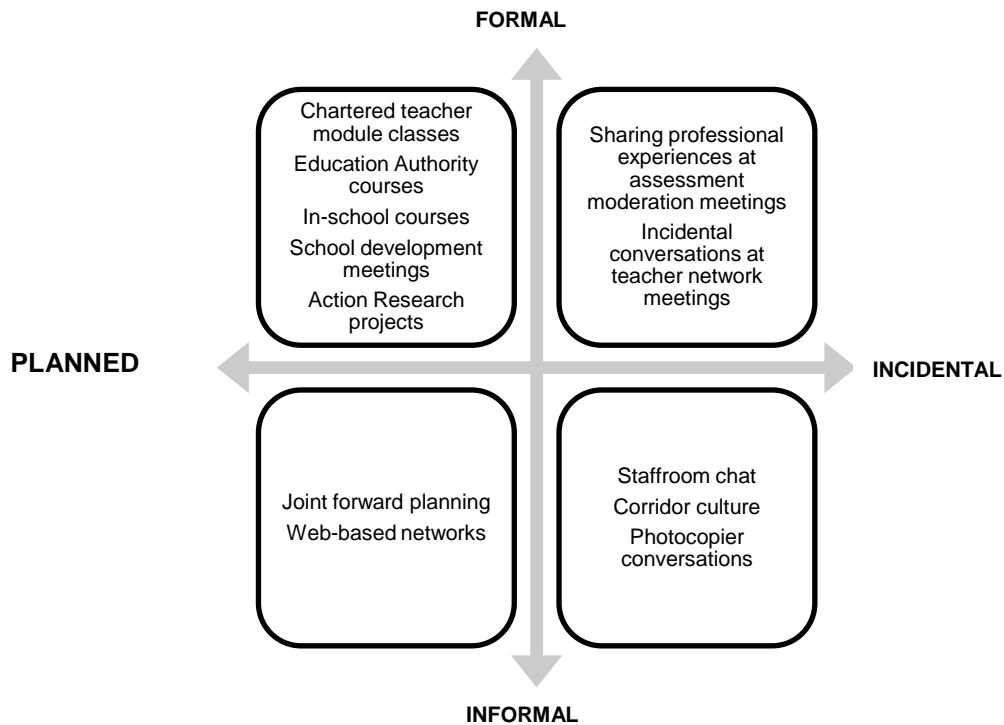 FORMAL
Chartered teacher
module classes
Education Authority
courses
In-school courses
School development
meetings
Action Research
projects
Sharing professional
experiences at
assessment
moderation meetings
Incidental
conversations at
teacher network
meetings
PLANNED
INCIDENTAL
Joint forward planning
Web-based networks
Staffroom chat
Corridor culture
Photocopier
conversations
INFORMAL